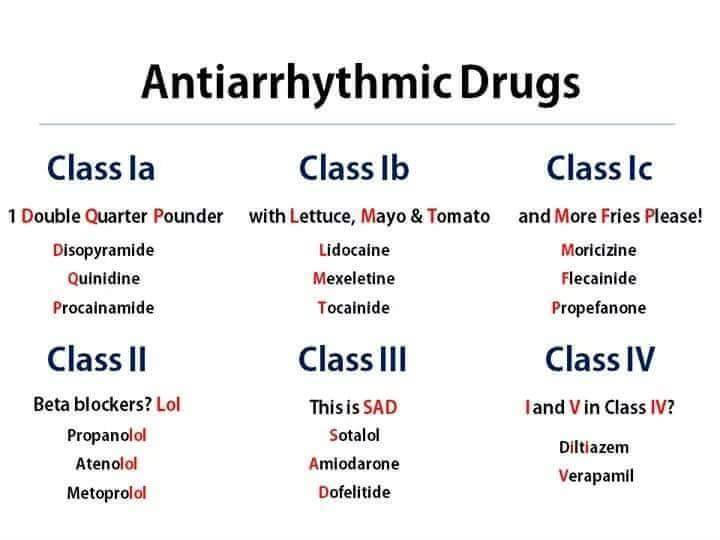 Antiarrhythmic Drugs
Class Ia
1 Double Quarter Pounder
Disopyramide
Quinidine
Procainamide
Class Ib
with Lettuce, Mayo & Tomato
Lidocaine
Mexeletine
Tocainide
Class Ic
and More Fries Please!
Moricizine
Flecainide
Propefanone
Class II
Beta blockers? Lol
Propanolol
Atenolol
Metoprolol
Class III
This is SAD
Sotalol
Amiodarone
Dofelitide
Class IV
I and V in Class IV?
Diltiazem
Verapamil